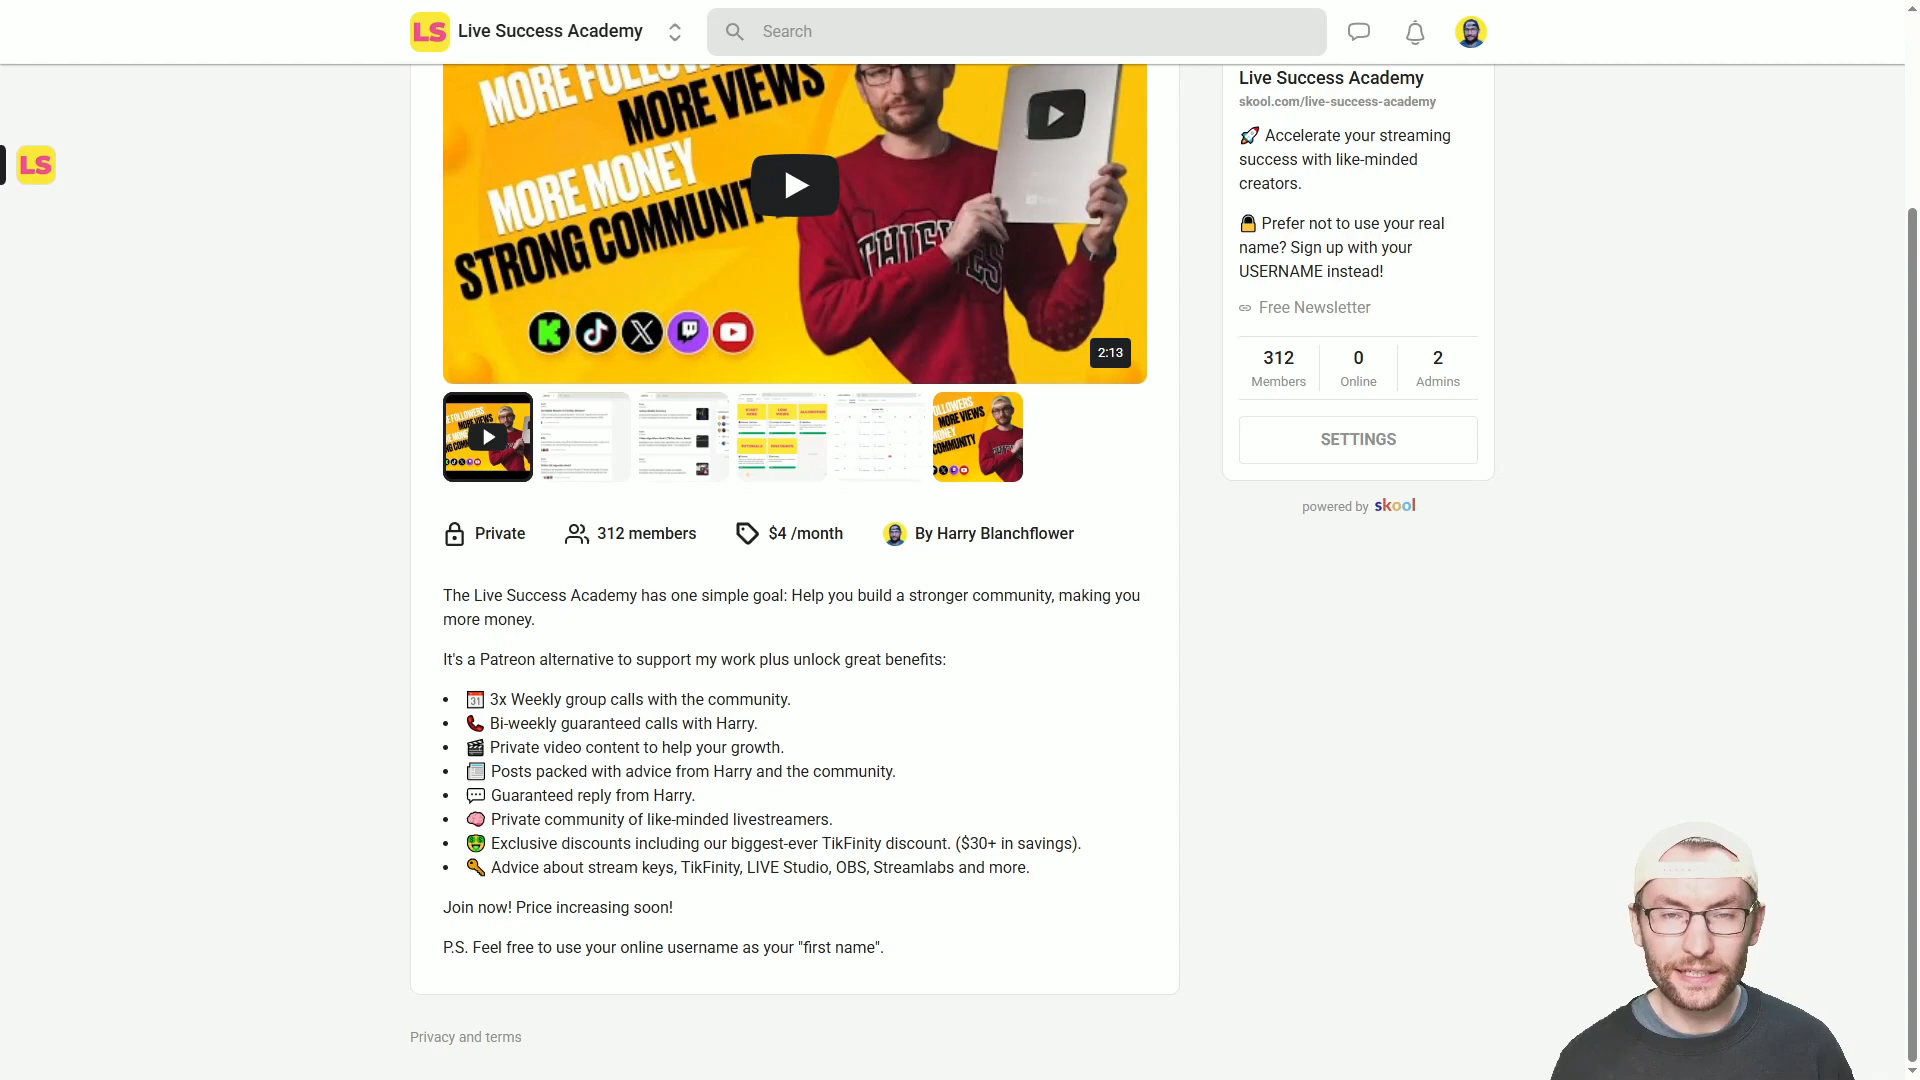 LS Live Success Academy
Search
MORE VIEWS
MORE MONEY
STRONG COMMUNITY
THIEVES
2:13
LS
Private
312 members
$4 /month
By Harry Blanchflower
The Live Success Academy has one simple goal: Help you build a stronger community, making you
more money.
It's a Patreon alternative to support my work plus unlock great benefits:
• 3x Weekly group calls with the community.
• Bi-weekly guaranteed calls with Harry.
• Private video content to help your growth.
• Posts packed with advice from Harry and the community.
• Guaranteed reply from Harry.
• Private community of like-minded livestreamers.
• Exclusive discounts including our biggest-ever TikFinity discount. ($30+ in savings).
• Advice about stream keys, TikFinity, LIVE Studio, OBS, Streamlabs and more.
Join now! Price increasing soon!
P.S. Feel free to use your online username as your "first name".
Privacy and terms
Live Success Academy
skool.com/live-success-academy
🚀 Accelerate your streaming
success with like-minded
creators.
🔒 Prefer not to use your real
name? Sign up with your
USERNAME instead!
Free Newsletter
312
Members
0
Online
2
Admins
SETTINGS
powered by skool